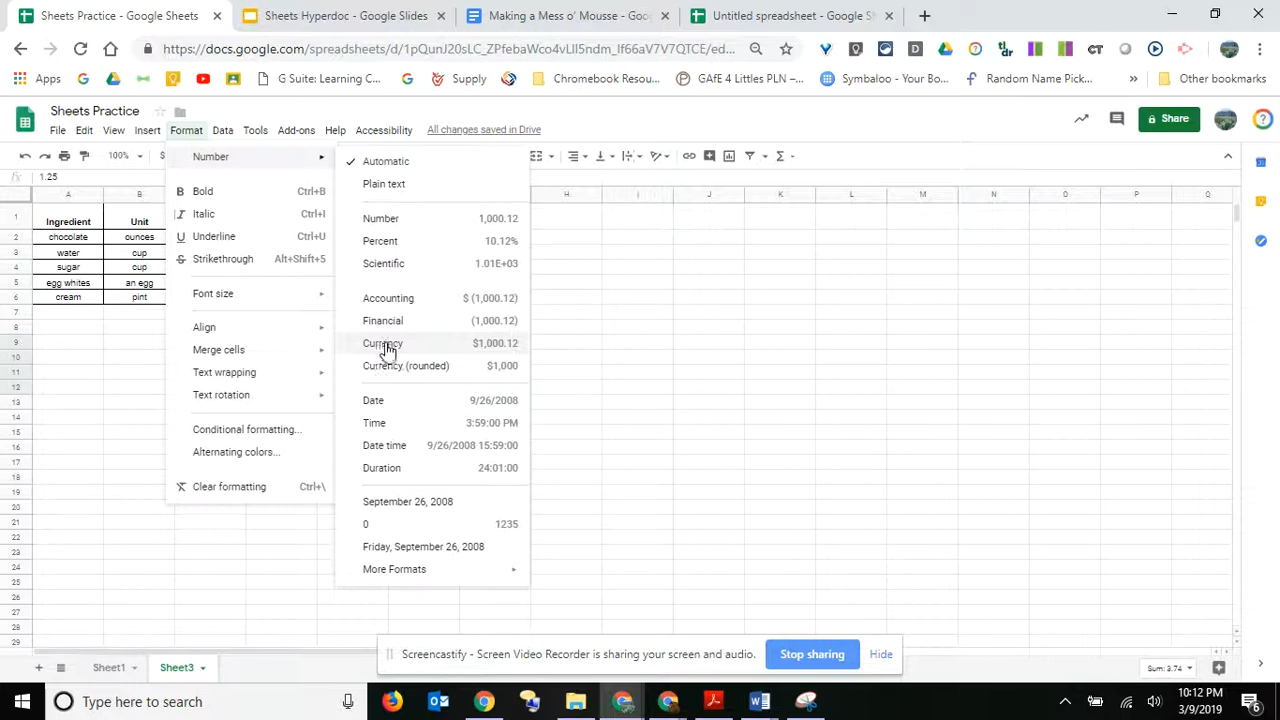 Sheets Practice - Google Sheets
Sheets Hyperdoc - Google Slides
Making a Mess o' Mousse - Goo
Untitled spreadsheet - Google Sh
https://docs.google.com/spreadsheets/d/
Apps
G Suite: Learning C...
Supply
Chromebook Resou...
GAfE 4 Littles PLN –...
Symbaloo - Your Bo...
Random Name Pick...
»
Other bookmarks
Sheets Practice
File Edit View Insert Format Data Tools Add-ons Help Accessibility All changes saved in Drive
Share
100%
fx 1.25
A B H I J K L M N O P Q
1 Ingredient Unit
2 chocolate ounces
3 water cup
4 sugar cup
5 egg whites an egg
6 cream pint
7
8
9
10
11
12
13
14
15
16
17
18
19
20
21
22
23
24
25
26
27
28
29
Number
Bold Ctrl+B
Italic Ctrl+I
Underline Ctrl+U
Strikethrough Alt+Shift+5
Font size
Align
Merge cells
Text wrapping
Text rotation
Conditional formatting...
Alternating colors...
Clear formatting Ctrl+\
Automatic
Plain text
Number 1,000.12
Percent 10.12%
Scientific 1.01E+03
Accounting $ (1,000.12)
Financial (1,000.12)
Currency $1,000.12
Currency (rounded) $1,000
Date 9/26/2008
Time 3:59:00 PM
Date time 9/26/2008 15:59:00
Duration 24:01:00
September 26, 2008
0 1235
Friday, September 26, 2008
More Formats
Screencastify - Screen Video Recorder is sharing your screen and audio.
Stop sharing
Hide
Sheet1
Sheet3
Sum: 3.74
Type here to search
10:12 PM
3/9/2019
6